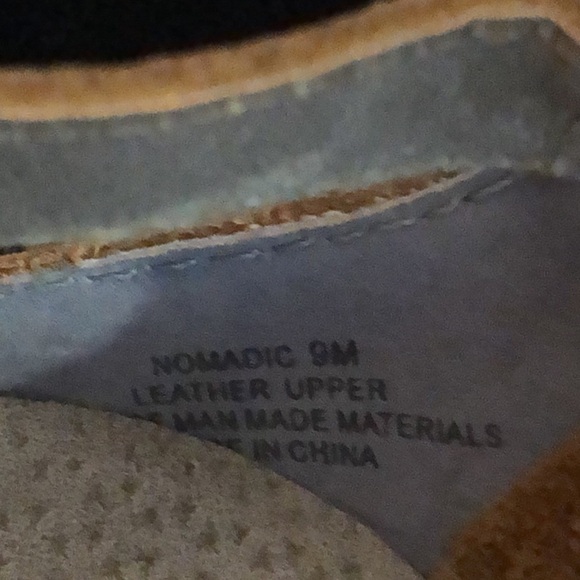 NOMADIC 9M
LEATHER UPPER
MAN MADE MATERIALS
IN CHINA